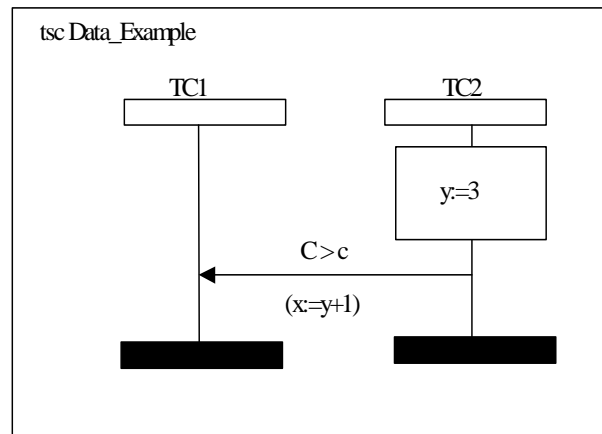 tsc Data_Example
TC1
TC2
y:=3
C > c
(x:=y+1)